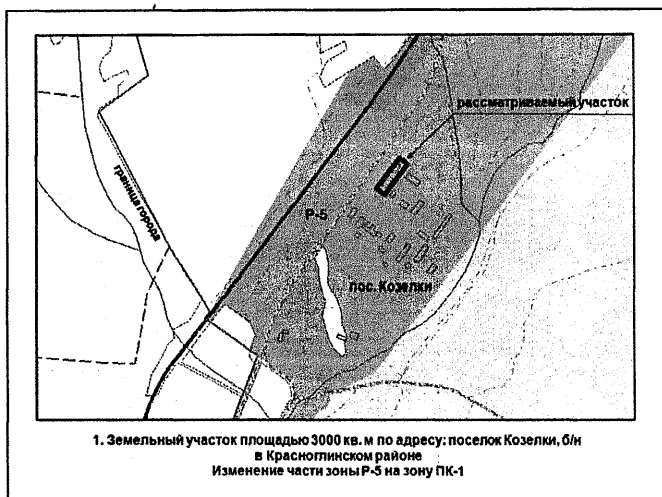 рассматриваемый участок
граница города
Р-5
пос. Козелки
1. Земельный участок площадью 3000 кв. м по адресу: поселок Козелки, б/н
в Красноглинском районе
Изменение части зоны Р-5 на зону ПК-1